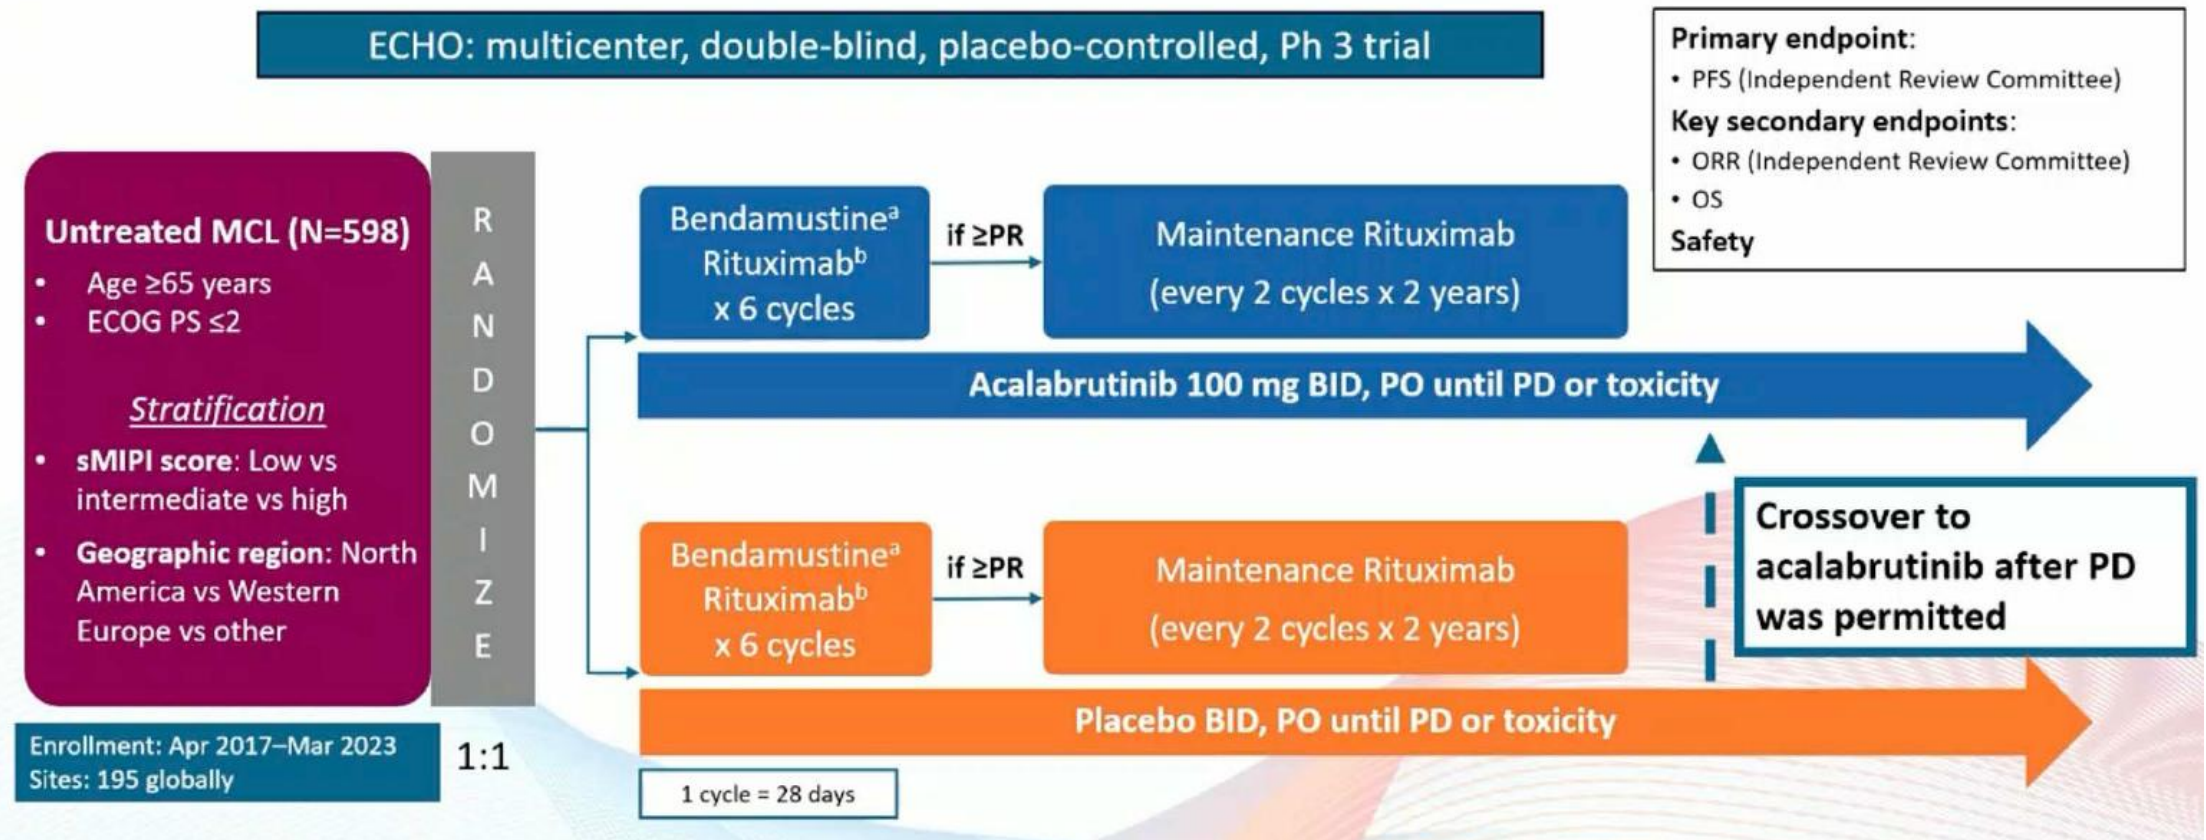 ECHO: multicenter, double-blind, placebo-controlled, Ph 3 trial
Primary endpoint:
• PFS (Independent Review Committee)
Key secondary endpoints:
• ORR (Independent Review Committee)
• OS
Safety
Untreated MCL (N=598)
• Age ≥65 years
• ECOG PS ≤2
Stratification
• sMIPI score: Low vs
intermediate vs high
• Geographic region: North
America vs Western
Europe vs other
Enrollment: Apr 2017–Mar 2023
Sites: 195 globally
R
A
N
D
O
M
I
Z
E
1:1
Bendamustineᵃ
Rituximabᵇ
x 6 cycles
if ≥PR
Maintenance Rituximab
(every 2 cycles x 2 years)
Acalabrutinib 100 mg BID, PO until PD or toxicity
Bendamustineᵃ
Rituximabᵇ
x 6 cycles
if ≥PR
Maintenance Rituximab
(every 2 cycles x 2 years)
Crossover to
acalabrutinib after PD
was permitted
Placebo BID, PO until PD or toxicity
1 cycle = 28 days